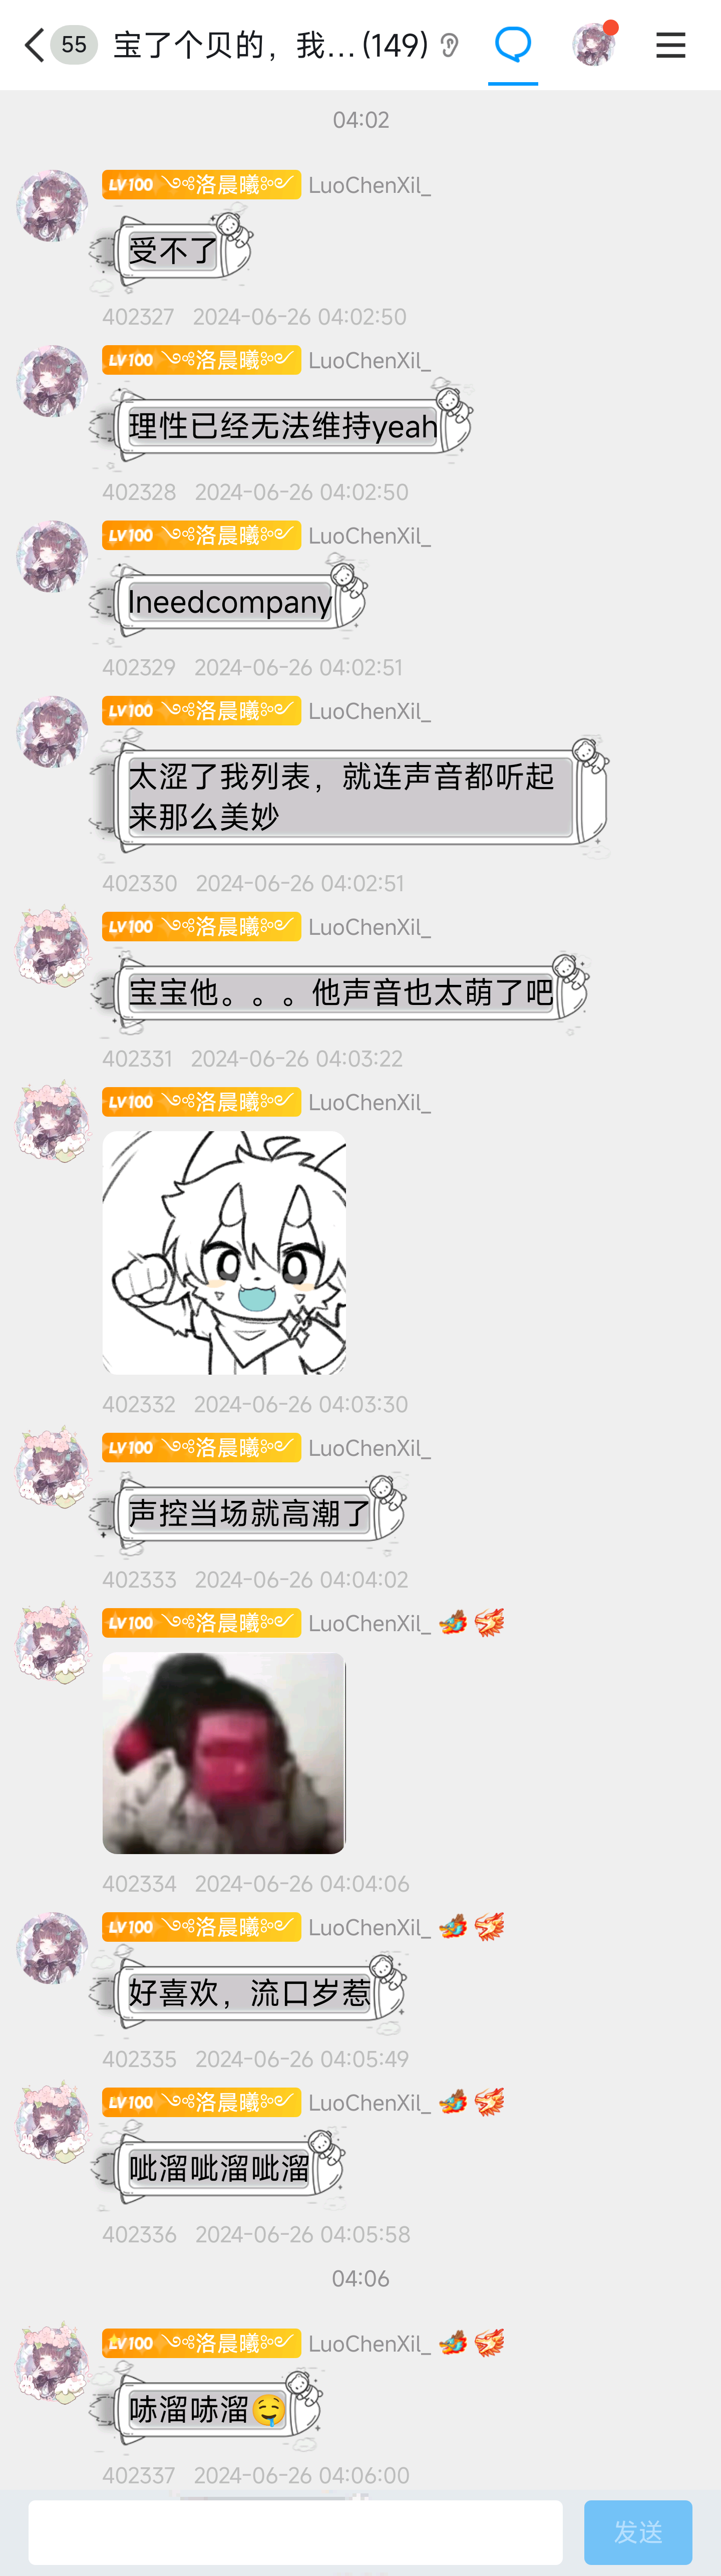 55 宝了个贝的，我...(149)
04:02
LV100 洛晨曦 LuoChenXil_
受不了
402327 2024-06-26 04:02:50
LV100 洛晨曦 LuoChenXil_
理性已经无法维持yeah
402328 2024-06-26 04:02:50
LV100 洛晨曦 LuoChenXil_
Ineedcompany
402329 2024-06-26 04:02:51
LV100 洛晨曦 LuoChenXil_
太涩了我列表，就连声音都听起
来那么美妙
402330 2024-06-26 04:02:51
LV100 洛晨曦 LuoChenXil_
宝宝他。。。他声音也太萌了吧
402331 2024-06-26 04:03:22
LV100 洛晨曦 LuoChenXil_
402332 2024-06-26 04:03:30
LV100 洛晨曦 LuoChenXil_
声控当场就高潮了
402333 2024-06-26 04:04:02
LV100 洛晨曦 LuoChenXil_
402334 2024-06-26 04:04:06
LV100 洛晨曦 LuoChenXil_
好喜欢，流口岁惹
402335 2024-06-26 04:05:49
LV100 洛晨曦 LuoChenXil_
呲溜呲溜呲溜
402336 2024-06-26 04:05:58
04:06
LV100 洛晨曦 LuoChenXil_
哧溜哧溜🤤
402337 2024-06-26 04:06:00
发送